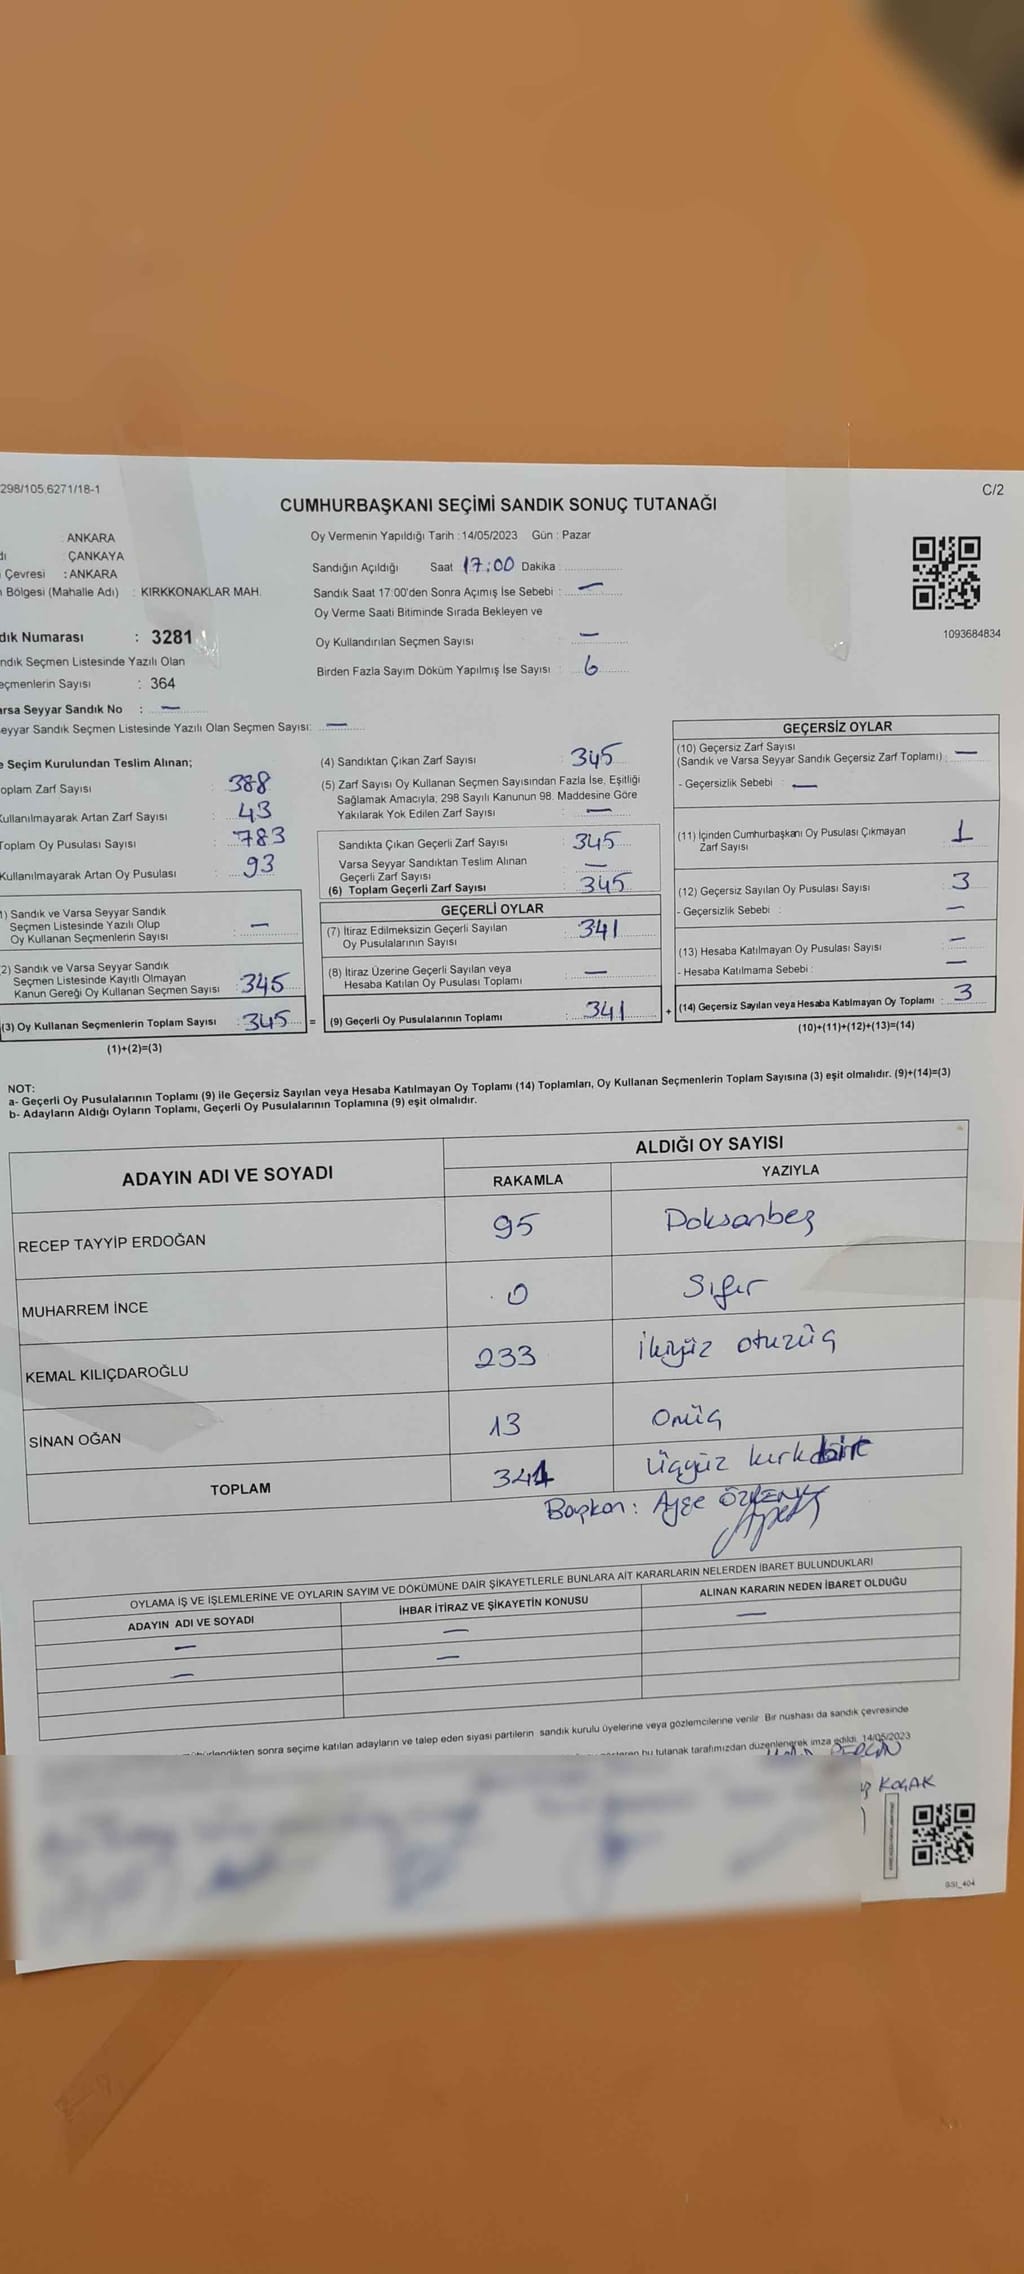 298/105.6271/18-1
C/2
CUMHURBAŞKANI SEÇİMİ SANDIK SONUÇ TUTANAĞI
: ANKARA
: ÇANKAYA
Çevresi : ANKARA
Bölgesi (Mahalle Adı) : KIRKKONAKLAR MAH.
dık Numarası : 3281
ndık Seçmen Listesinde Yazılı Olan
eçmenlerin Sayısı : 364
arsa Seyyar Sandık No : —
eyyar Sandık Seçmen Listesinde Yazılı Olan Seçmen Sayısı: —
Oy Vermenin Yapıldığı Tarih : 14/05/2023 Gün : Pazar
Sandığın Açıldığı Saat 17:00 Dakika
Sandık Saat 17:00'den Sonra Açımış İse Sebebi : —
Oy Verme Saati Bitiminde Sırada Bekleyen ve
Oy Kullandırılan Seçmen Sayısı —
Birden Fazla Sayım Döküm Yapılmış İse Sayısı : 6
1093684834
e Seçim Kurulundan Teslim Alınan;
oplam Zarf Sayısı : 388
Kullanılmayarak Artan Zarf Sayısı : 43
Toplam Oy Pusulası Sayısı : 783
Kullanılmayarak Artan Oy Pusulası : 93
1) Sandık ve Varsa Seyyar Sandık
Seçmen Listesinde Yazılı Olup
Oy Kullanan Seçmenlerin Sayısı : —
2) Sandık ve Varsa Seyyar Sandık
Seçmen Listesinde Kayıtlı Olmayan
Kanun Gereği Oy Kullanan Seçmen Sayısı : 345
(3) Oy Kullanan Seçmenlerin Toplam Sayısı : 345 =
(1)+(2)=(3)
(4) Sandıktan Çıkan Zarf Sayısı : 345
(5) Zarf Sayısı Oy Kullanan Seçmen Sayısından Fazla İse, Eşitliği
Sağlamak Amacıyla, 298 Sayılı Kanunun 98. Maddesine Göre
Yakılarak Yok Edilen Zarf Sayısı : —
Sandıkta Çıkan Geçerli Zarf Sayısı : 345
Varsa Seyyar Sandıktan Teslim Alınan
Geçerli Zarf Sayısı : —
(6) Toplam Geçerli Zarf Sayısı : 345
GEÇERLİ OYLAR
(7) İtiraz Edilmeksizin Geçerli Sayılan
Oy Pusulalarının Sayısı : 341
(8) İtiraz Üzerine Geçerli Sayılan veya
Hesaba Katılan Oy Pusulası Toplamı : —
(9) Geçerli Oy Pusulalarının Toplamı : 341 +
GEÇERSİZ OYLAR
(10) Geçersiz Zarf Sayısı
(Sandık ve Varsa Seyyar Sandık Geçersiz Zarf Toplamı) : —
- Geçersizlik Sebebi : —
(11) İçinden Cumhurbaşkanı Oy Pusulası Çıkmayan
Zarf Sayısı : 1
(12) Geçersiz Sayılan Oy Pusulası Sayısı : 3
- Geçersizlik Sebebi : —
(13) Hesaba Katılmayan Oy Pusulası Sayısı : —
- Hesaba Katılmama Sebebi : —
(14) Geçersiz Sayılan veya Hesaba Katılmayan Oy Toplamı : 3
(10)+(11)+(12)+(13)=(14)
NOT:
a- Geçerli Oy Pusulalarının Toplamı (9) ile Geçersiz Sayılan veya Hesaba Katılmayan Oy Toplamı (14) Toplamları, Oy Kullanan Seçmenlerin Toplam Sayısına (3) eşit olmalıdır. (9)+(14)=(3)
b- Adayların Aldığı Oyların Toplamı, Geçerli Oy Pusulalarının Toplamına (9) eşit olmalıdır.
ADAYIN ADI VE SOYADI ALDIĞI OY SAYISI
RAKAMLA YAZIYLA
RECEP TAYYİP ERDOĞAN 95 Doksanbeş
MUHARREM İNCE 0 Sıfır
KEMAL KILIÇDAROĞLU 233 İkiyüz otuzüç
SİNAN OĞAN 13 Onüç
TOPLAM 341 Üçyüz kırkbir
Başkan: Ayşe
OYLAMA İŞ VE İŞLEMLERİNE VE OYLARIN SAYIM VE DÖKÜMÜNE DAİR ŞİKAYETLERLE BUNLARA AİT KARARLARIN NELERDEN İBARET BULUNDUKLARI
ADAYIN ADI VE SOYADI İHBAR İTİRAZ VE ŞİKAYETİN KONUSU ALINAN KARARIN NEDEN İBARET OLDUĞU
— — —
— —
sonra seçime katılan adayların ve talep eden siyasi partilerin sandık kurulu üyelerine veya gözlemcilerine verilir. Bir nushası da sandık çevresinde
bu tutanak tarafımızdan düzenlenerek imza edildi. 14/05/2023
KOÇAK